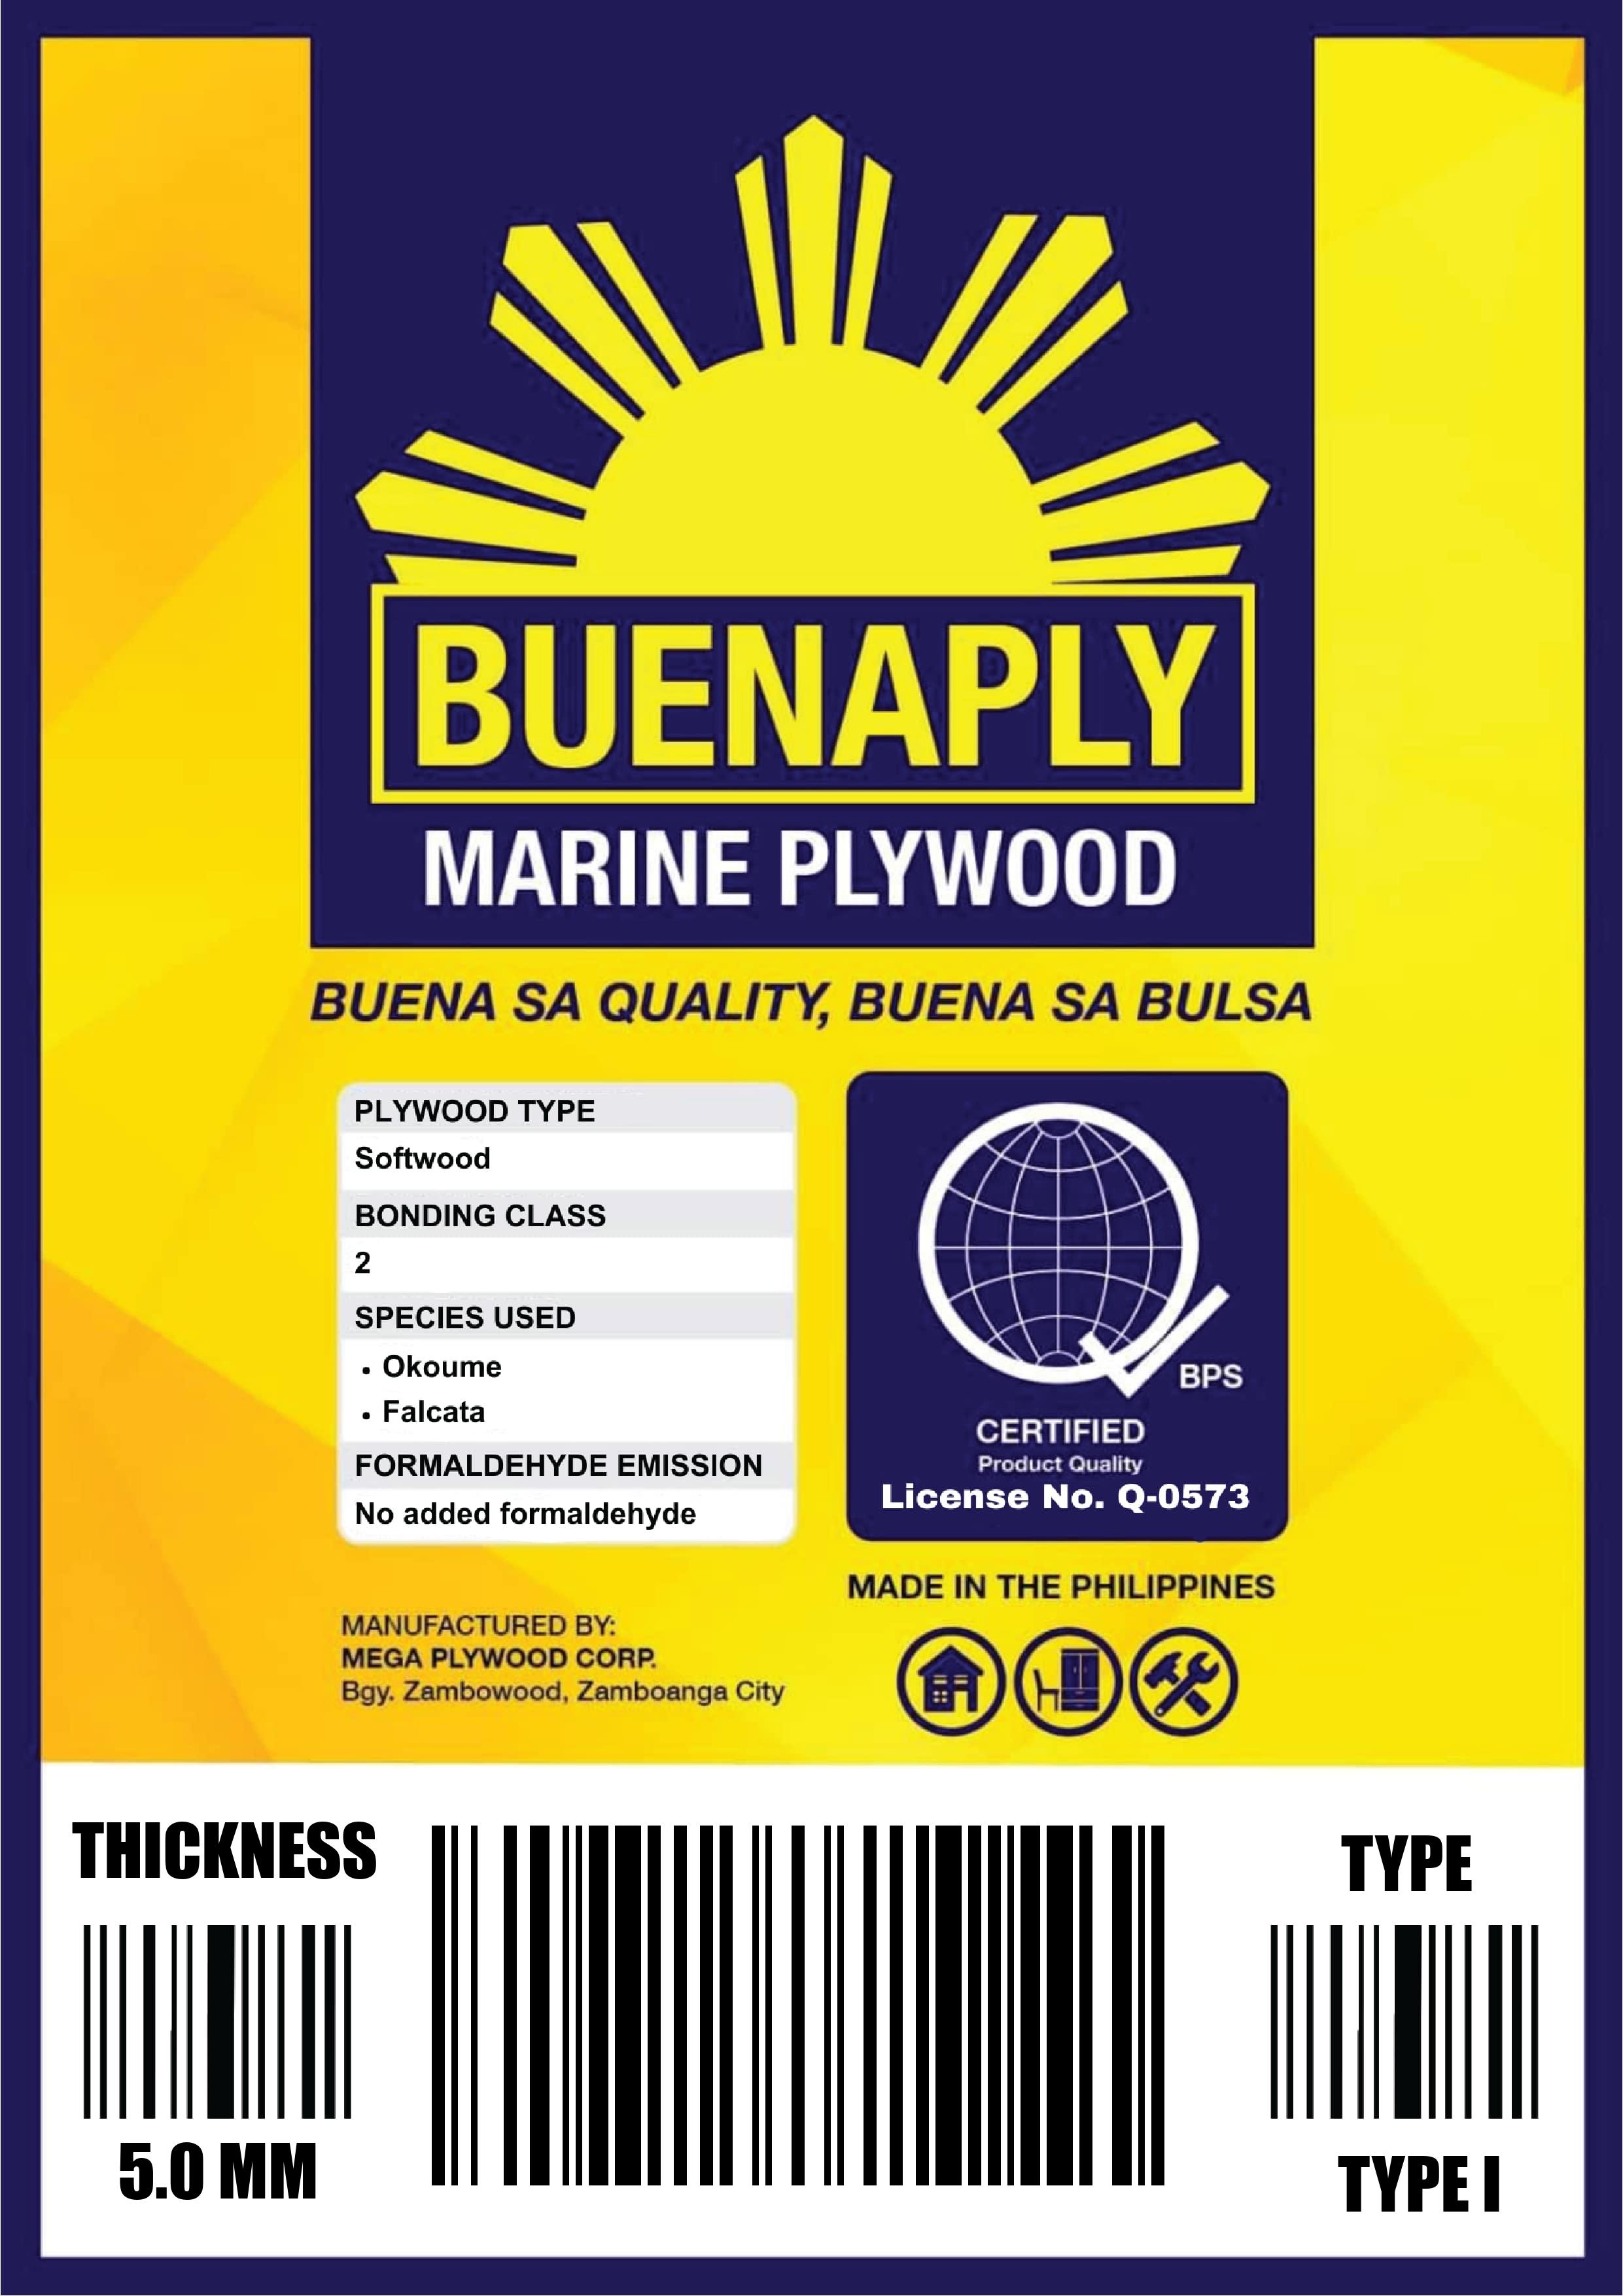 BUENAPLY
MARINE PLYWOOD
BUENA SA QUALITY, BUENA SA BULSA
PLYWOOD TYPE
Softwood
BONDING CLASS
2
SPECIES USED
• Okoume
• Falcata
FORMALDEHYDE EMISSION
No added formaldehyde
BPS
CERTIFIED
Product Quality
License No. Q-0573
MADE IN THE PHILIPPINES
MANUFACTURED BY:
MEGA PLYWOOD CORP.
Bgy. Zambowood, Zamboanga City
THICKNESS
5.0 MM
TYPE
TYPE I